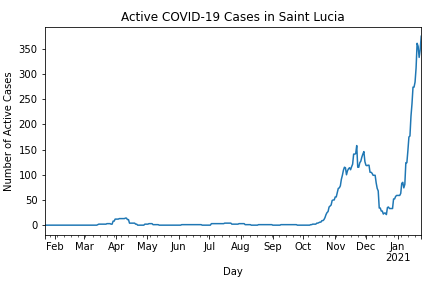 Active COVID-19 Cases in Saint Lucia
Number of Active Cases
350
300
250
200
150
100
50
0
Feb Mar Apr May Jun Jul Aug Sep Oct Nov Dec Jan
2021
Day